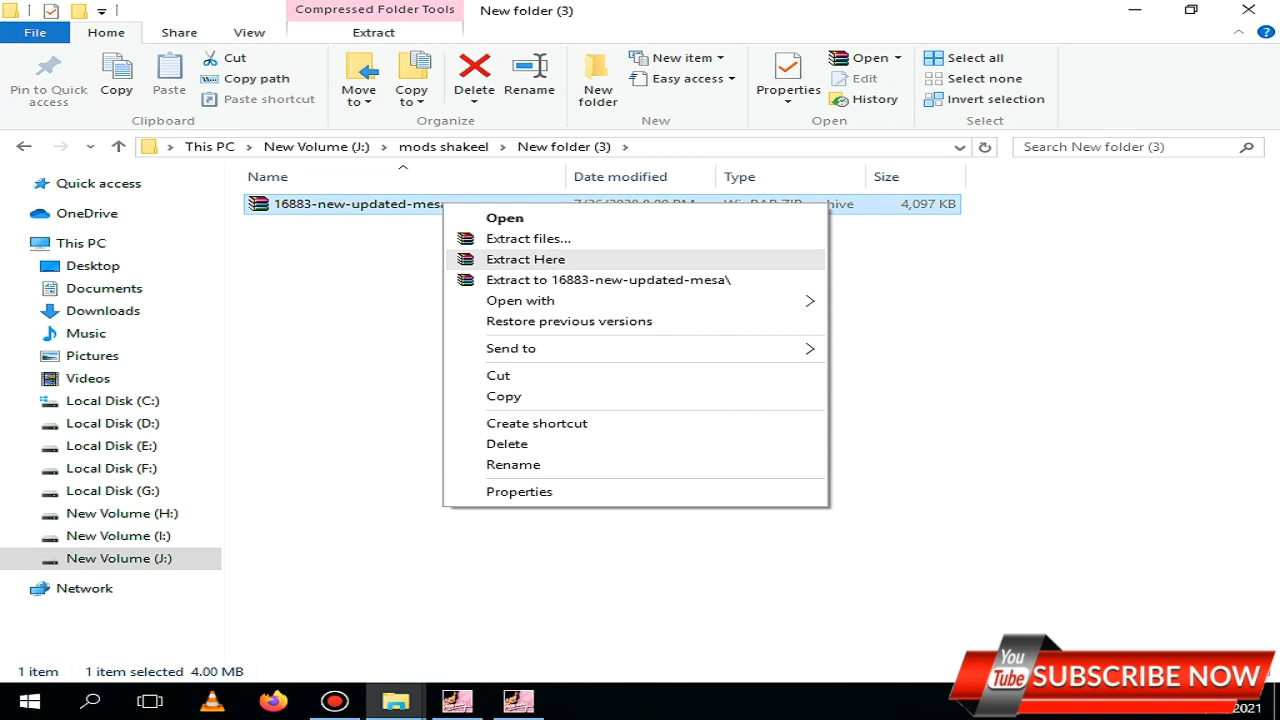 Compressed Folder Tools
New folder (3)
File
Home
Share
View
Extract
Pin to Quick access
Copy
Paste
Cut
Copy path
Paste shortcut
Clipboard
Move to
Copy to
Delete
Rename
Organize
New folder
New item
Easy access
New
Properties
Open
Edit
History
Open
Select all
Select none
Invert selection
Select
This PC > New Volume (J:) > mods shakeel > New folder (3) >
Search New folder (3)
Name
Date modified
Type
Size
16883-new-updated-mesa
4,097 KB
Quick access
OneDrive
This PC
Desktop
Documents
Downloads
Music
Pictures
Videos
Local Disk (C:)
Local Disk (D:)
Local Disk (E:)
Local Disk (F:)
Local Disk (G:)
New Volume (H:)
New Volume (I:)
New Volume (J:)
Network
Open
Extract files...
Extract Here
Extract to 16883-new-updated-mesa\
Open with
Restore previous versions
Send to
Cut
Copy
Create shortcut
Delete
Rename
Properties
1 item
1 item selected 4.00 MB
You
Tube
SUBSCRIBE NOW
2021